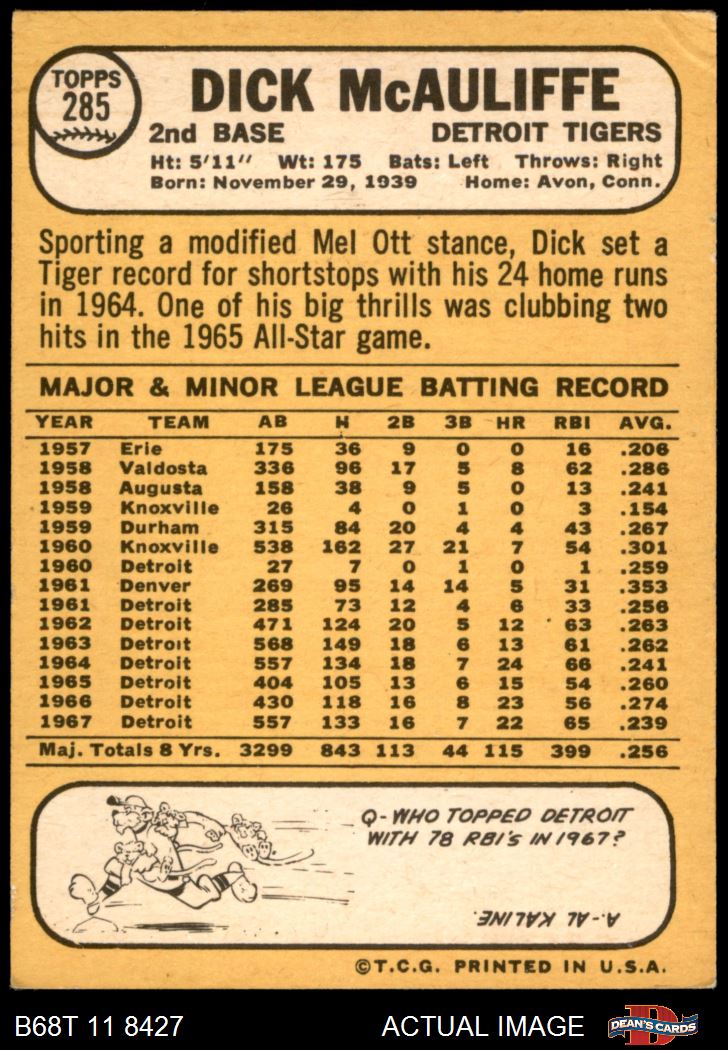 TOPPS
285
DICK McAULIFFE
2nd BASE DETROIT TIGERS
Ht: 5'11" Wt: 175 Bats: Left Throws: Right
Born: November 29, 1939 Home: Avon, Conn.
Sporting a modified Mel Ott stance, Dick set a
Tiger record for shortstops with his 24 home runs
in 1964. One of his big thrills was clubbing two
hits in the 1965 All-Star game.
MAJOR & MINOR LEAGUE BATTING RECORD
YEAR TEAM AB H 2B 3B HR RBI AVG.
1957 Erie 175 36 9 0 0 16 .206
1958 Valdosta 336 96 17 5 8 62 .286
1958 Augusta 158 38 9 5 0 13 .241
1959 Knoxville 26 4 0 1 0 3 .154
1959 Durham 315 84 20 4 4 43 .267
1960 Knoxville 538 162 27 21 7 54 .301
1960 Detroit 27 7 0 1 0 1 .259
1961 Denver 269 95 14 14 5 31 .353
1961 Detroit 285 73 12 4 6 33 .256
1962 Detroit 471 124 20 5 12 63 .263
1963 Detroit 568 149 18 6 13 61 .262
1964 Detroit 557 134 18 7 24 66 .241
1965 Detroit 404 105 13 6 15 54 .260
1966 Detroit 430 118 16 8 23 56 .274
1967 Detroit 557 133 16 7 22 65 .239
Maj. Totals 8 Yrs. 3299 843 113 44 115 399 .256
Q-WHO TOPPED DETROIT
WITH 78 RBI'S IN 1967?
A.-AL KALINE.
©T.C.G. PRINTED IN U.S.A.
B68T 11 8427 ACTUAL IMAGE DEAN'S CARDS